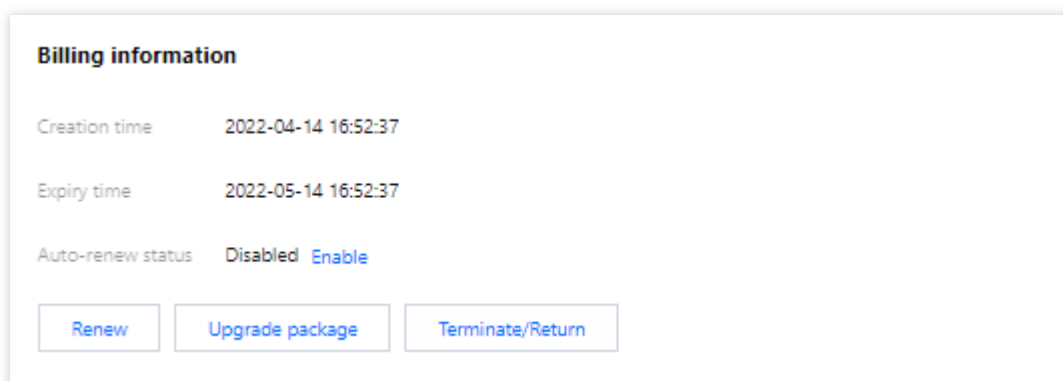 Billing information
Creation time 2022-04-14 16:52:37
Expiry time 2022-05-14 16:52:37
Auto-renew status Disabled Enable
Renew Upgrade package Terminate/Return